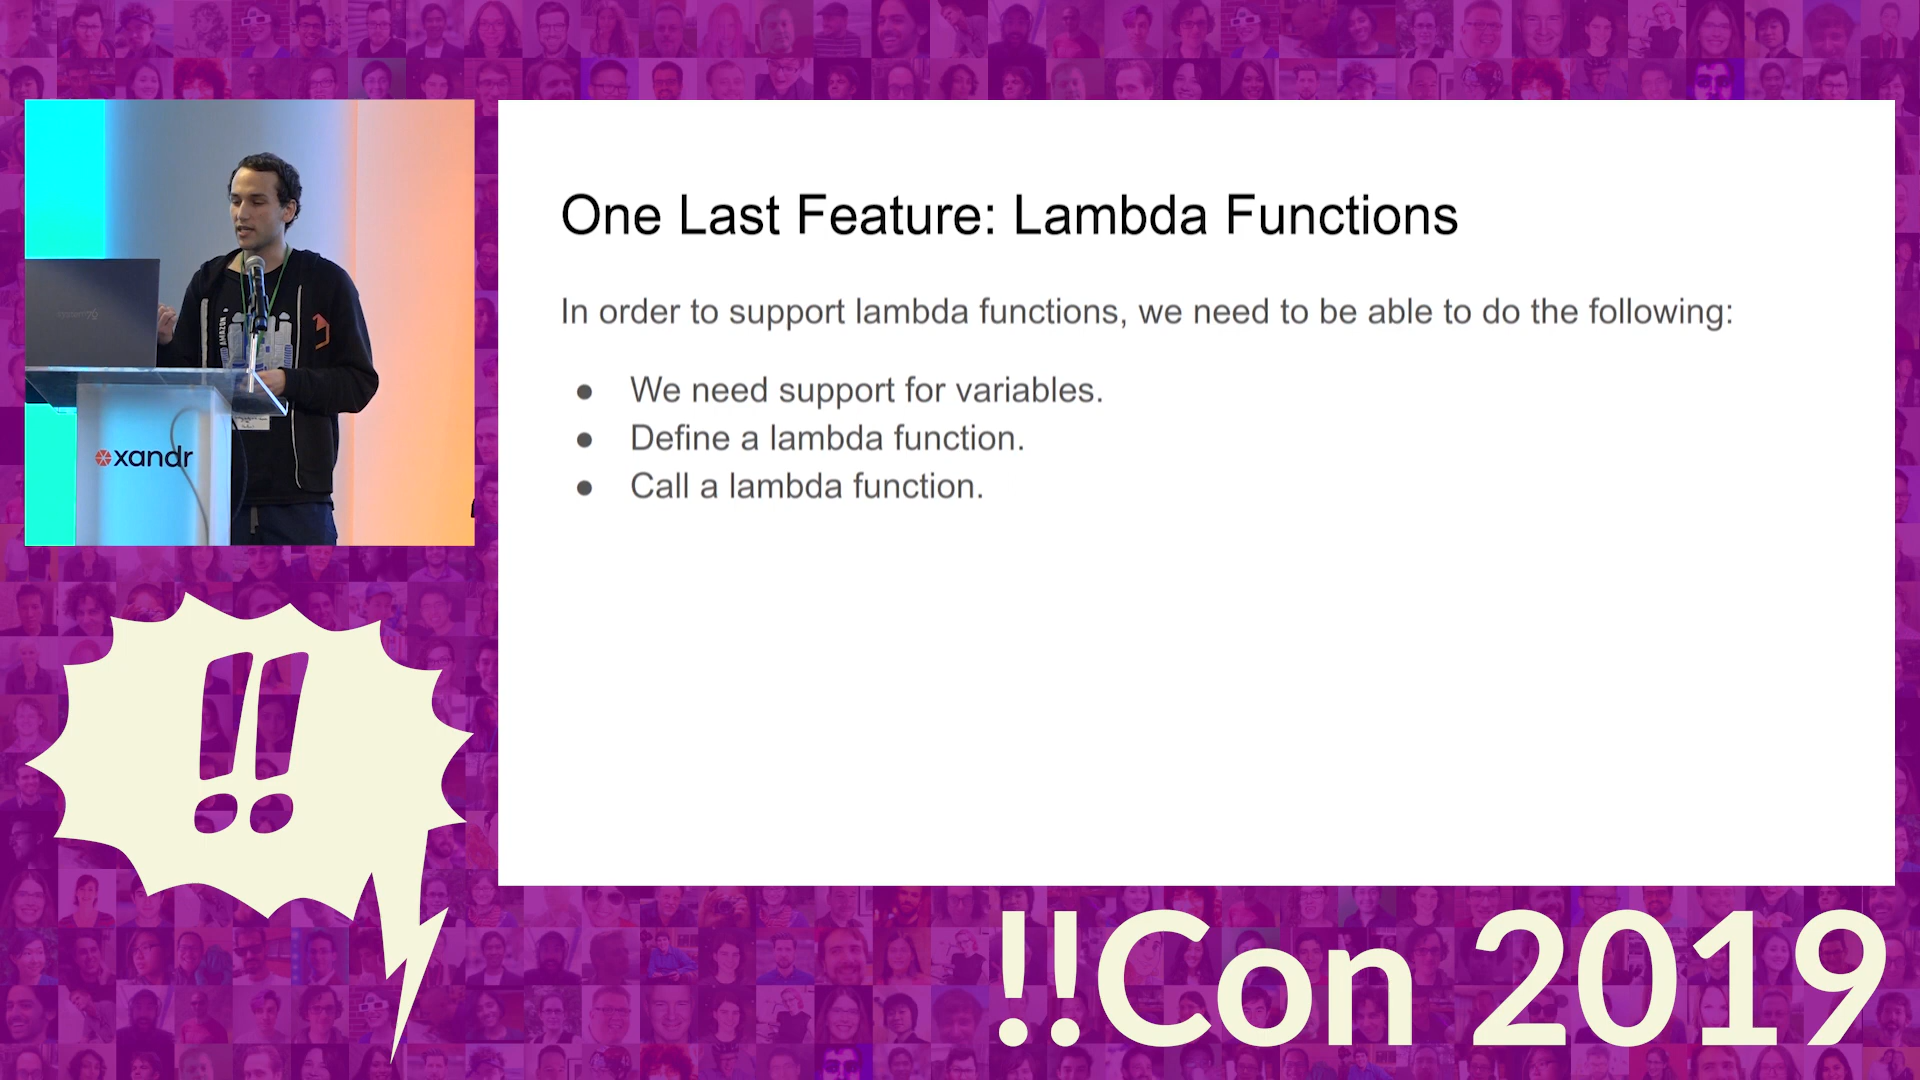 One Last Feature: Lambda Functions
In order to support lambda functions, we need to be able to do the following:
● We need support for variables.
● Define a lambda function.
● Call a lambda function.
AMAZON
xandr
!!
!!Con 2019